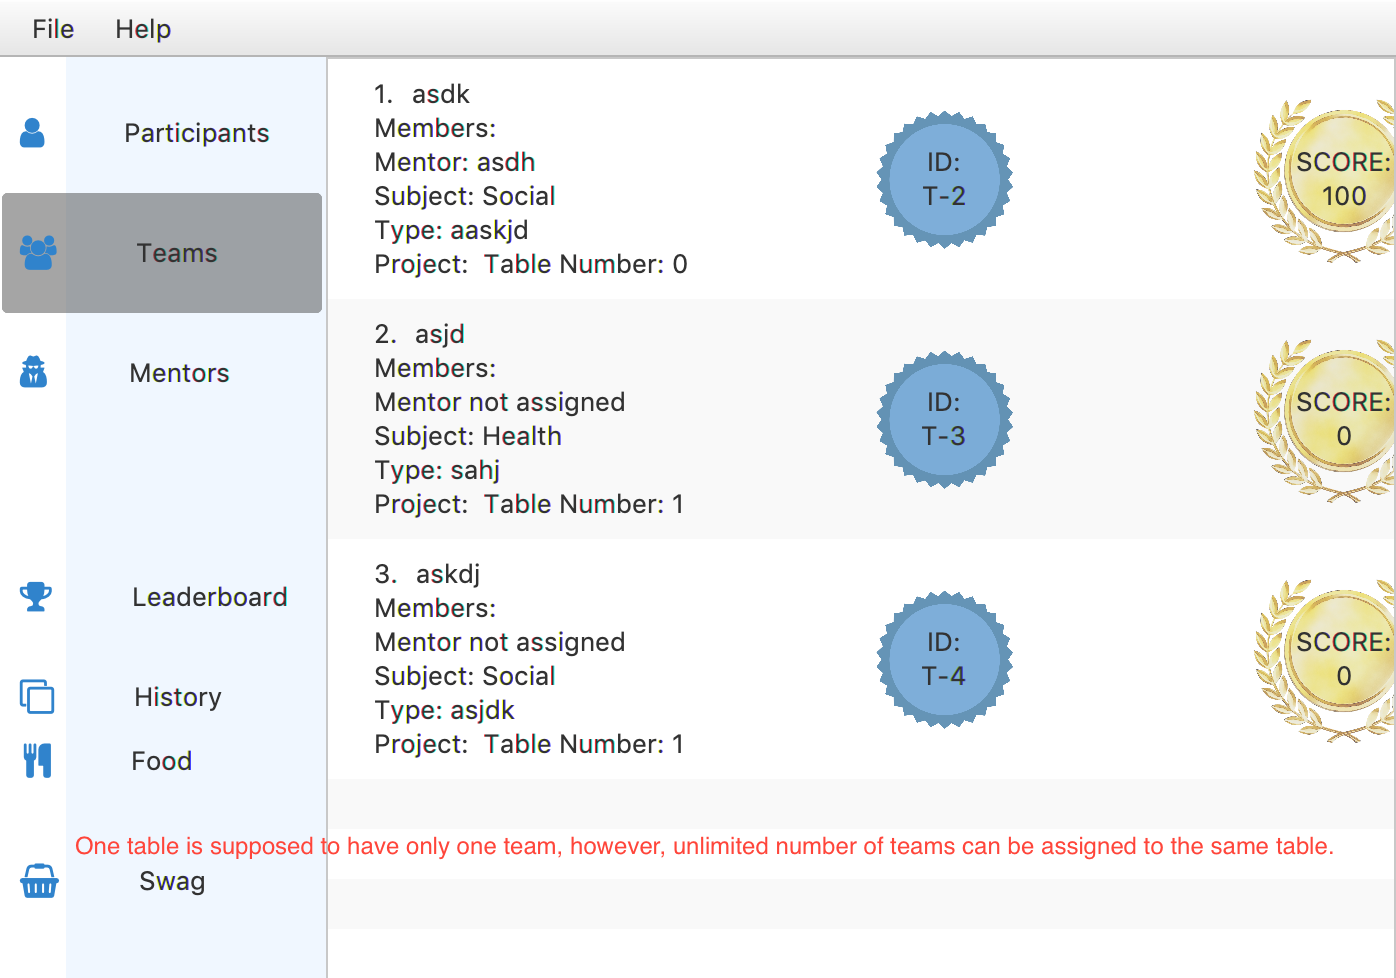 File Help
Participants
Teams
Mentors
Leaderboard
History
Food
Swag
1. asdk
Members:
Mentor: asdh
Subject: Social
Type: aaskjd
Project: Table Number: 0
ID:
T-2
SCORE:
100
2. asjd
Members:
Mentor not assigned
Subject: Health
Type: sahj
Project: Table Number: 1
ID:
T-3
SCORE:
0
3. askdj
Members:
Mentor not assigned
Subject: Social
Type: asjdk
Project: Table Number: 1
ID:
T-4
SCORE:
0
One table is supposed to have only one team, however, unlimited number of teams can be assigned to the same table.